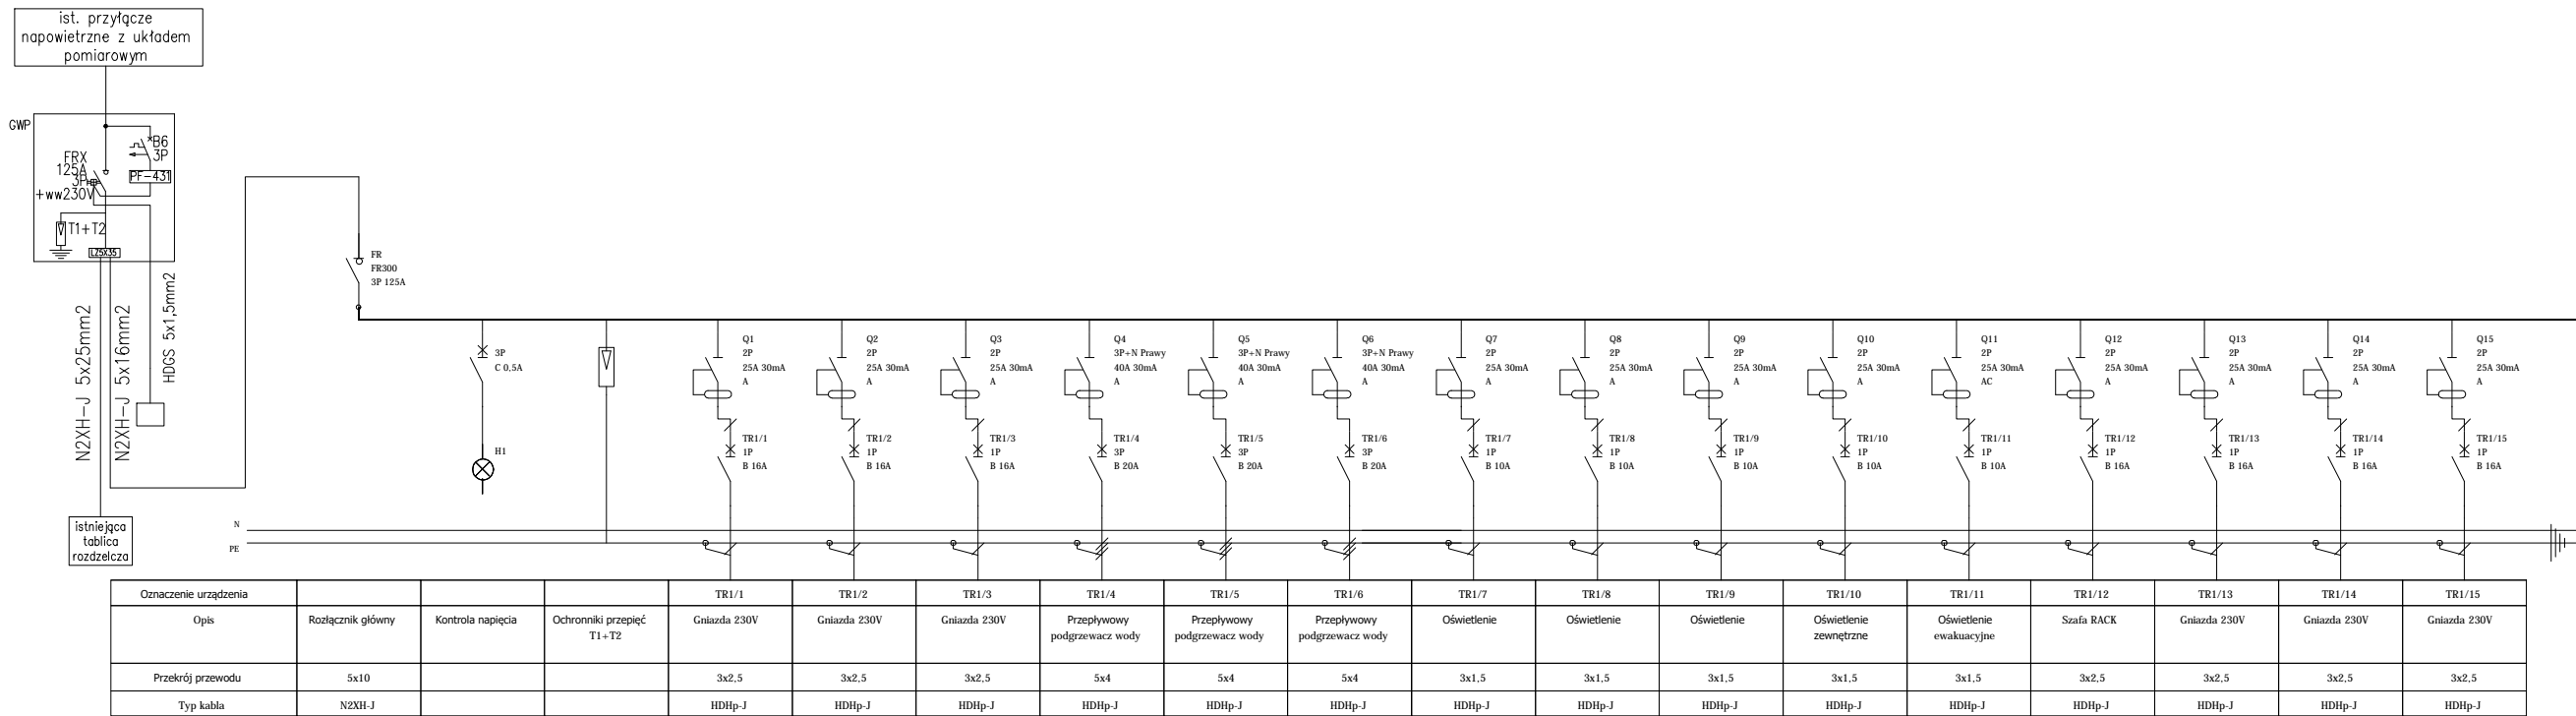 ist. przyłącze
napowietrzne z układem
pomiarowym
GWP
B6
3P
FRX
125A
3P
+ww230V
PF-431
T1+T2
LZ5X35
N2XH-J 5x25mm2
N2XH-J 5x16mm2
HDGS 5x1,5mm2
istniejąca
tablica
rozdzelcza
FR
FR300
3P 125A
3P
C 0,5A
H1
Q1
2P
25A 30mA
A
TR1/1
1P
B 16A
Q2
2P
25A 30mA
A
TR1/2
1P
B 16A
Q3
2P
25A 30mA
A
TR1/3
1P
B 16A
Q4
3P+N Prawy
40A 30mA
A
TR1/4
3P
B 20A
Q5
3P+N Prawy
40A 30mA
A
TR1/5
3P
B 20A
Q6
3P+N Prawy
40A 30mA
A
TR1/6
3P
B 20A
Q7
2P
25A 30mA
A
TR1/7
1P
B 10A
Q8
2P
25A 30mA
A
TR1/8
1P
B 10A
Q9
2P
25A 30mA
A
TR1/9
1P
B 10A
Q10
2P
25A 30mA
A
TR1/10
1P
B 10A
Q11
2P
25A 30mA
AC
TR1/11
1P
B 10A
Q12
2P
25A 30mA
A
TR1/12
1P
B 16A
Q13
2P
25A 30mA
A
TR1/13
1P
B 16A
Q14
2P
25A 30mA
A
TR1/14
1P
B 16A
Q15
2P
25A 30mA
A
TR1/15
1P
B 16A
N
PE
Oznaczenie urządzenia TR1/1 TR1/2 TR1/3 TR1/4 TR1/5 TR1/6 TR1/7 TR1/8 TR1/9 TR1/10 TR1/11 TR1/12 TR1/13 TR1/14 TR1/15
Opis Rozłącznik główny Kontrola napięcia Ochronniki przepięć Gniazda 230V Gniazda 230V Gniazda 230V Przepływowy Przepływowy Przepływowy Oświetlenie Oświetlenie Oświetlenie Oświetlenie Oświetlenie Szafa RACK Gniazda 230V Gniazda 230V Gniazda 230V
T1+T2 podgrzewacz wody podgrzewacz wody podgrzewacz wody zewnętrzne ewakuacyjne
Przekrój przewodu 5x10 3x2,5 3x2,5 3x2,5 5x4 5x4 5x4 3x1,5 3x1,5 3x1,5 3x1,5 3x1,5 3x2,5 3x2,5 3x2,5 3x2,5
Typ kabla N2XH-J HDHp-J HDHp-J HDHp-J HDHp-J HDHp-J HDHp-J HDHp-J HDHp-J HDHp-J HDHp-J HDHp-J HDHp-J HDHp-J HDHp-J HDHp-J